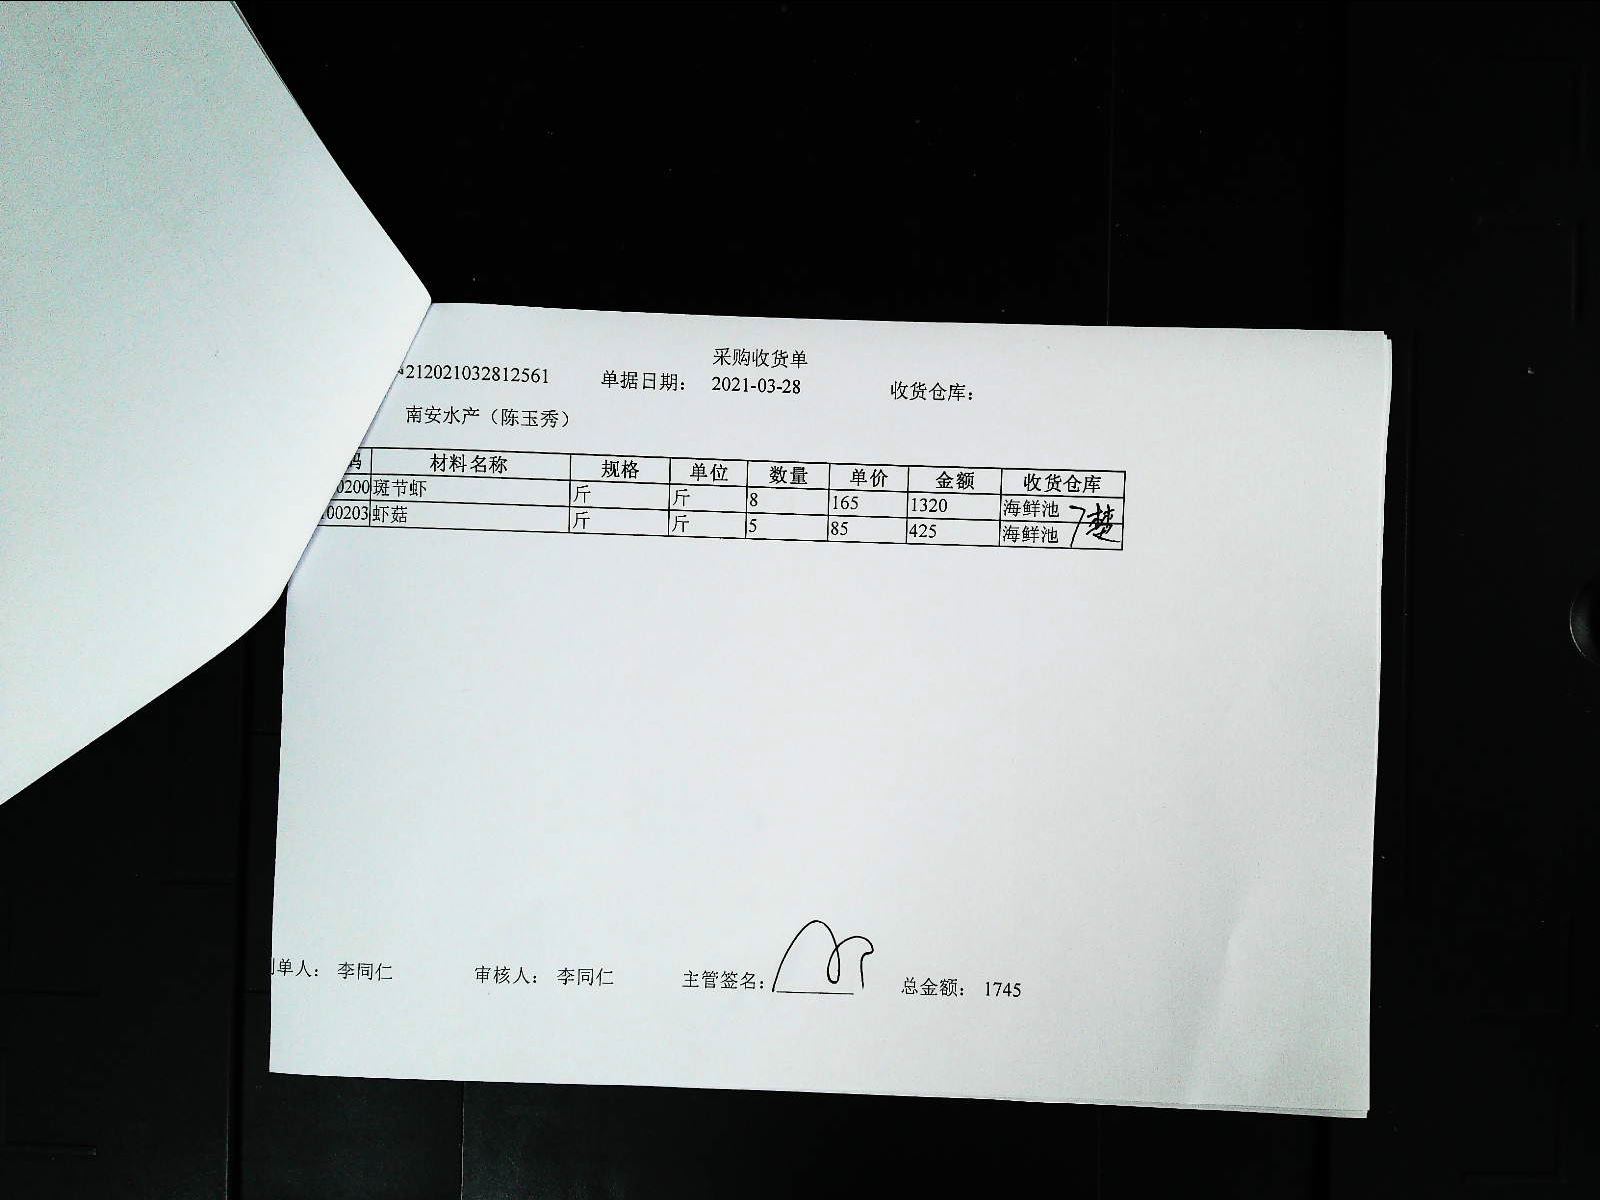 采购收货单
212021032812561 单据日期： 2021-03-28 收货仓库：
南安水产（陈玉秀）
码 材料名称 规格 单位 数量 单价 金额 收货仓库
0200 斑节虾 斤 斤 8 165 1320 海鲜池
00203 虾菇 斤 斤 5 85 425 海鲜池
单人： 李同仁 审核人： 李同仁 主管签名： 总金额： 1745